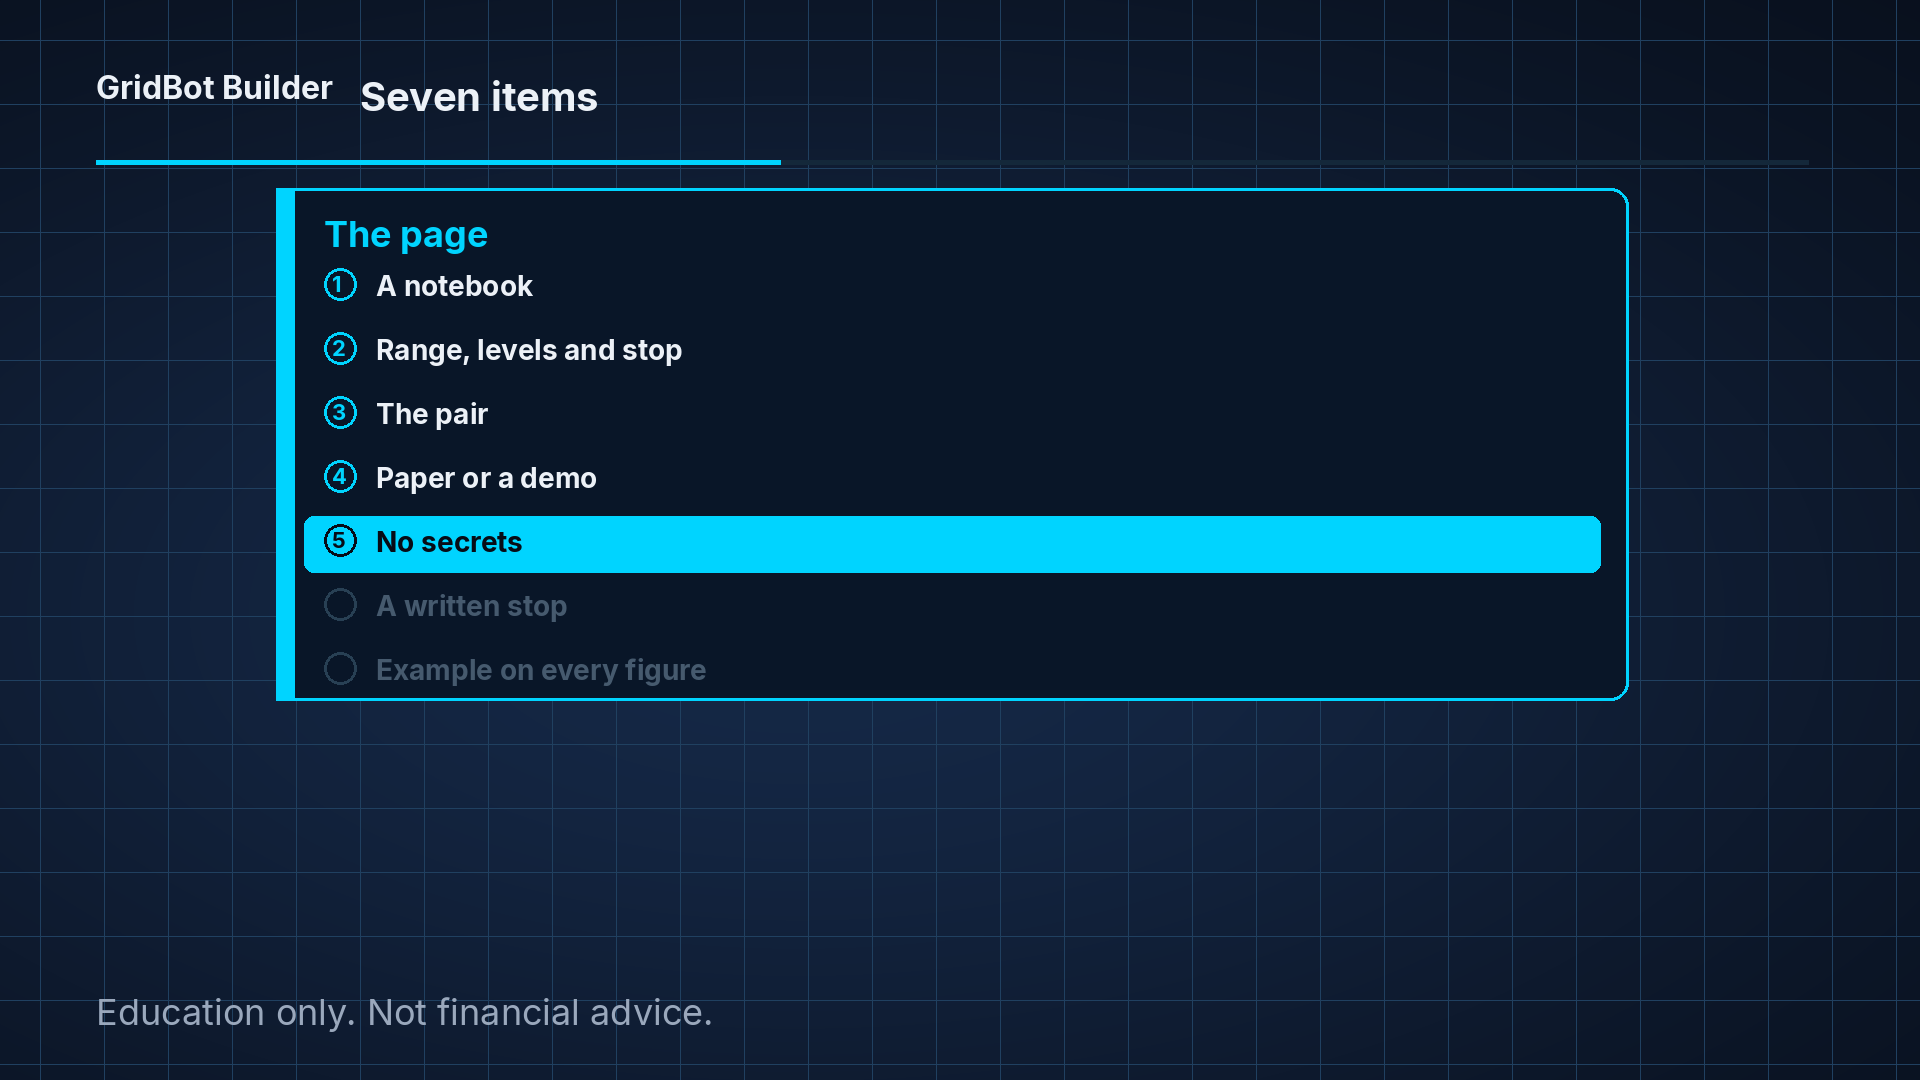 GridBot Builder
Seven items
The page
1 A notebook
2 Range, levels and stop
3 The pair
4 Paper or a demo
5 No secrets
A written stop
Example on every figure
Education only. Not financial advice.